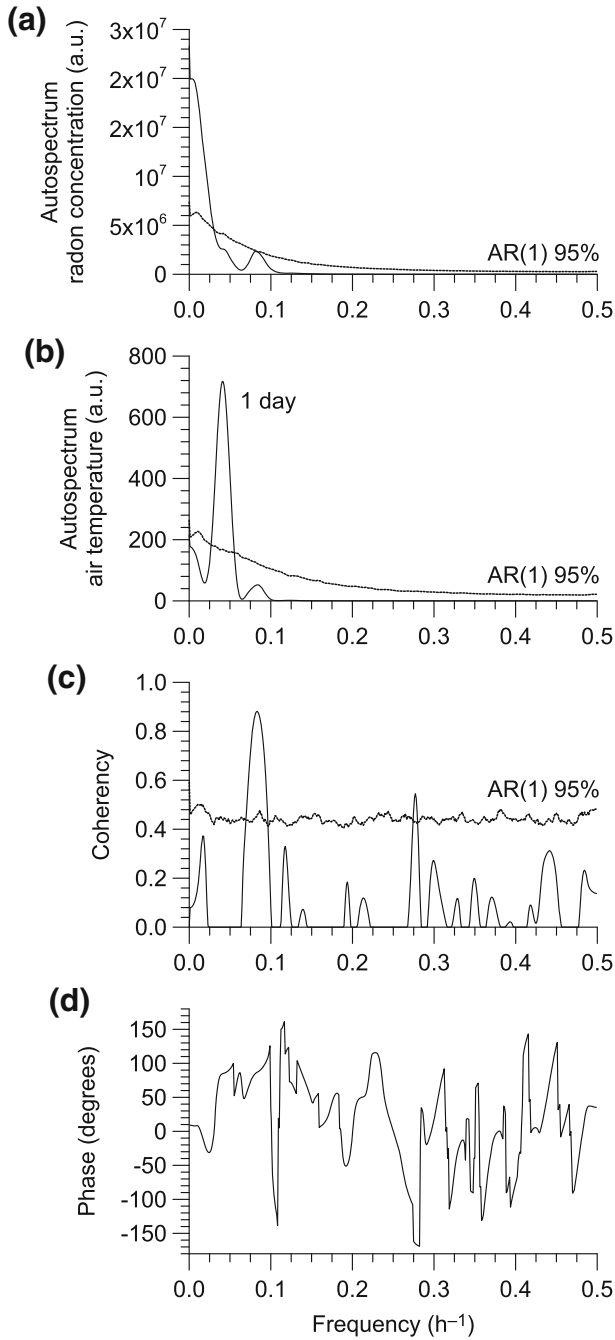 (a)
Autospectrum
radon concentration (a.u.)
3x10⁷
2x10⁷
2x10⁷
10⁷
5x10⁶
0
AR(1) 95%
0.0 0.1 0.2 0.3 0.4 0.5
(b)
Autospectrum
air temperature (a.u.)
800
600
400
200
0
1 day
AR(1) 95%
0.0 0.1 0.2 0.3 0.4 0.5
(c)
Coherency
1.0
0.8
0.6
0.4
0.2
0.0
AR(1) 95%
0.0 0.1 0.2 0.3 0.4 0.5
(d)
Phase (degrees)
150
100
50
0
-50
-100
-150
0.0 0.1 0.2 0.3 0.4 0.5
Frequency (h⁻¹)